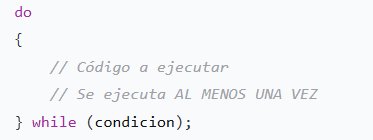 do
{
    // Código a ejecutar
    // Se ejecuta AL MENOS UNA VEZ
} while (condicion);